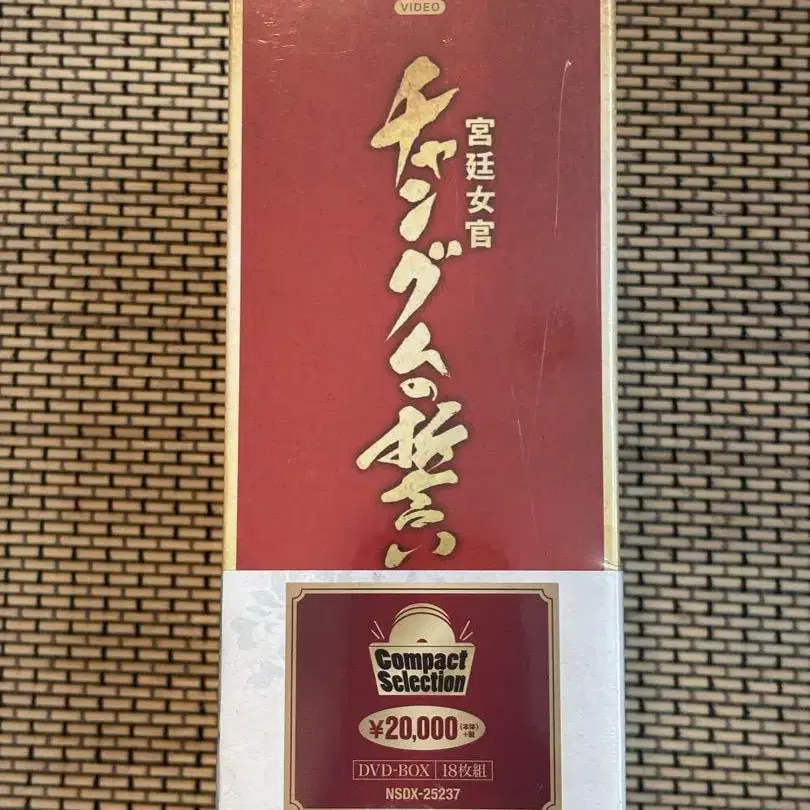 VIDEO
宮廷女官
チャングムの誓い
Compact
Selection
¥20,000(本体)+税
DVD-BOX 18枚組
NSDX-25237